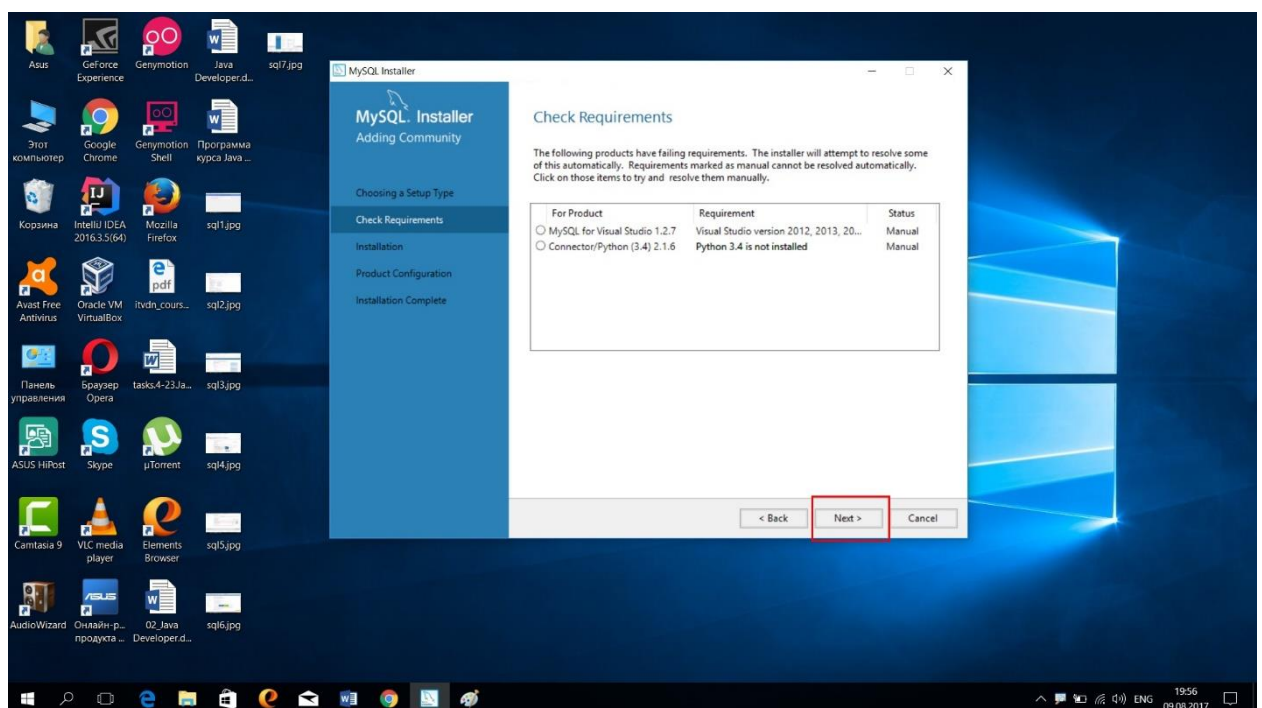 Asus
GeForce
Experience
Genymotion
Java
Developer.d...
sql7.jpg
Этот
компьютер
Google
Chrome
Genymotion
Shell
Программа
курса Java ...
Корзина
IntelliJ IDEA
2016.3.5(64)
Mozilla
Firefox
sql1.jpg
Avast Free
Antivirus
Oracle VM
VirtualBox
pdf
itvdn_cours...
sql2.jpg
Панель
управления
Браузер
Opera
tasks.4-23.Ja...
sql3.jpg
ASUS HiPost
Skype
µTorrent
sql4.jpg
Camtasia 9
VLC media
player
Elements
Browser
sql5.jpg
AudioWizard
Онлайн-р...
продукта ...
02_Java
Developer.d...
sql6.jpg
MySQL Installer
MySQL. Installer
Adding Community
Choosing a Setup Type
Check Requirements
Installation
Product Configuration
Installation Complete
Check Requirements
The following products have failing requirements. The installer will attempt to resolve some
of this automatically. Requirements marked as manual cannot be resolved automatically.
Click on those items to try and resolve them manually.
For Product Requirement Status
MySQL for Visual Studio 1.2.7 Visual Studio version 2012, 2013, 20... Manual
Connector/Python (3.4) 2.1.6 Python 3.4 is not installed Manual
< Back Next > Cancel
ENG
19:56
09.08.2017